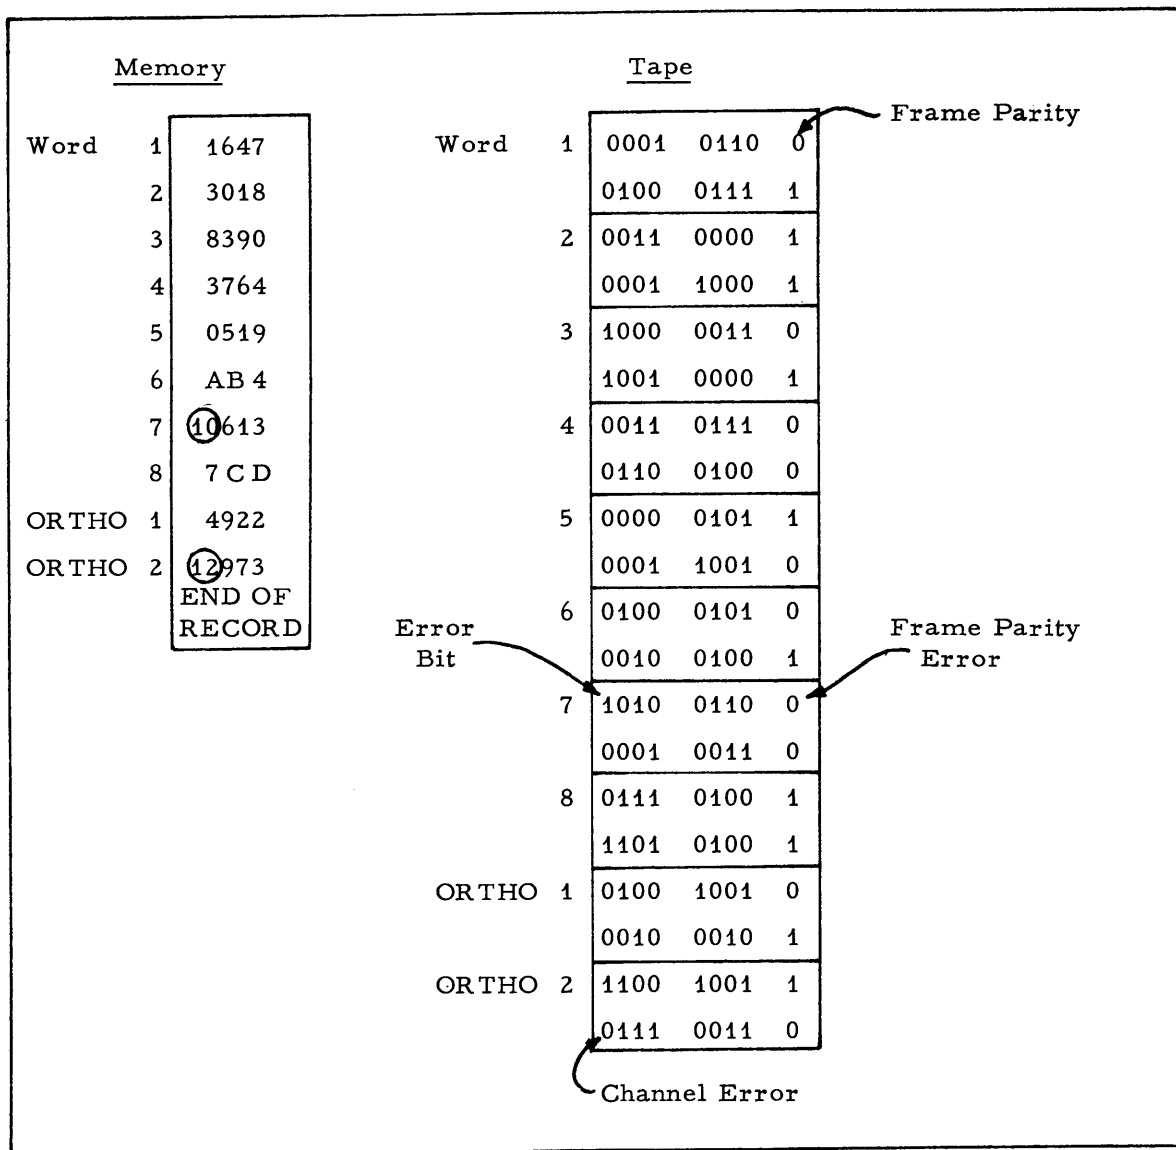 Memory
Word 1 1647
2 3018
3 8390
4 3764
5 0519
6 AB4
7 10613
8 7CD
ORTHO 1 4922
ORTHO 2 12973
END OF
RECORD
Tape
Frame Parity
Word 1 0001 0110 0
0100 0111 1
2 0011 0000 1
0001 1000 1
3 1000 0011 0
1001 0000 1
4 0011 0111 0
0110 0100 0
5 0000 0101 1
0001 1001 0
6 0100 0101 0
0010 0100 1
Error
Bit
Frame Parity
Error
7 1010 0110 0
0001 0011 0
8 0111 0100 1
1101 0100 1
ORTHO 1 0100 1001 0
0010 0010 1
ORTHO 2 1100 1001 1
0111 0011 0
Channel Error